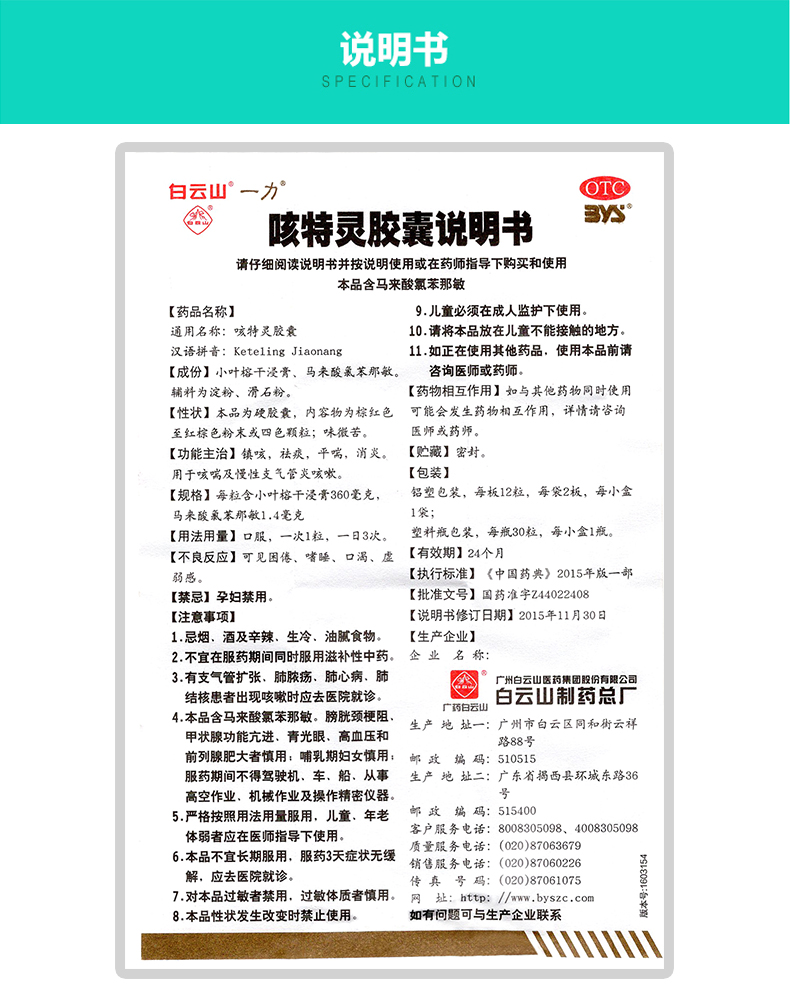 说明书
SPECIFICATION
白云山® 一力®
OTC
白云山
BYS®
咳特灵胶囊说明书
请仔细阅读说明书并按说明使用或在药师指导下购买和使用
本品含马来酸氯苯那敏
【药品名称】
通用名称：咳特灵胶囊
汉语拼音：Keteling Jiaonang
【成份】小叶榕干浸膏、马来酸氯苯那敏。
辅料为淀粉、滑石粉。
【性状】本品为硬胶囊，内容物为棕红色
至红棕色粉末或四色颗粒；味微苦。
【功能主治】镇咳，祛痰，平喘，消炎。
用于咳喘及慢性支气管炎咳嗽。
【规格】每粒含小叶榕干浸膏360毫克，
马来酸氯苯那敏1.4毫克
【用法用量】口服，一次1粒，一日3次。
【不良反应】可见困倦、嗜睡、口渴、虚
弱感。
【禁忌】孕妇禁用。
【注意事项】
1.忌烟、酒及辛辣、生冷、油腻食物。
2.不宜在服药期间同时服用滋补性中药。
3.有支气管扩张、肺脓疡、肺心病、肺
结核患者出现咳嗽时应去医院就诊。
4.本品含马来酸氯苯那敏。膀胱颈梗阻、
甲状腺功能亢进、青光眼、高血压和
前列腺肥大者慎用；哺乳期妇女慎用；
服药期间不得驾驶机、车、船、从事
高空作业、机械作业及操作精密仪器。
5.严格按照用法用量服用，儿童、年老
体弱者应在医师指导下使用。
6.本品不宜长期服用，服药3天症状无缓
解，应去医院就诊。
7.对本品过敏者禁用，过敏体质者慎用。
8.本品性状发生改变时禁止使用。
9.儿童必须在成人监护下使用。
10.请将本品放在儿童不能接触的地方。
11.如正在使用其他药品，使用本品前请
咨询医师或药师。
【药物相互作用】如与其他药物同时使用
可能会发生药物相互作用，详情请咨询
医师或药师。
【贮藏】密封。
【包装】
铝塑包装，每板12粒，每袋2板，每小盒
1袋；
塑料瓶包装，每瓶30粒，每小盒1瓶。
【有效期】24个月
【执行标准】《中国药典》2015年版一部
【批准文号】国药准字Z44022408
【说明书修订日期】2015年11月30日
【生产企业】
企业名称：
白云山®
广药白云山
广州白云山医药集团股份有限公司
白云山制药总厂
生产地址一：广州市白云区同和街云祥
路88号
邮政编码：510515
生产地址二：广东省揭西县环城东路36
号
邮政编码：515400
客户服务电话：8008305098、4008305098
质量服务电话：(020)87063679
销售服务电话：(020)87060226
传真号码：(020)87061075
网址：http://www.byszc.com
如有问题可与生产企业联系
版本号:1603154